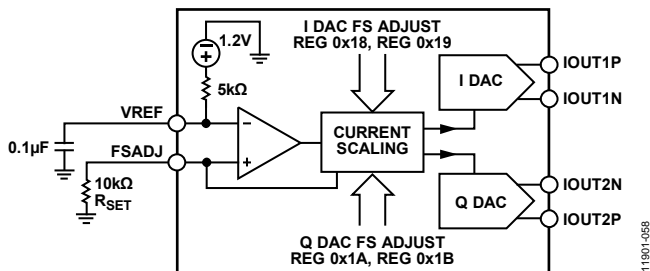 I DAC FS ADJUST
REG 0x18, REG 0x19
1.2V
5kΩ
VREF
0.1µF
FSADJ
10kΩ
RSET
–
+
CURRENT
SCALING
I DAC
IOUT1P
IOUT1N
Q DAC
IOUT2N
IOUT2P
Q DAC FS ADJUST
REG 0x1A, REG 0x1B
11901-058